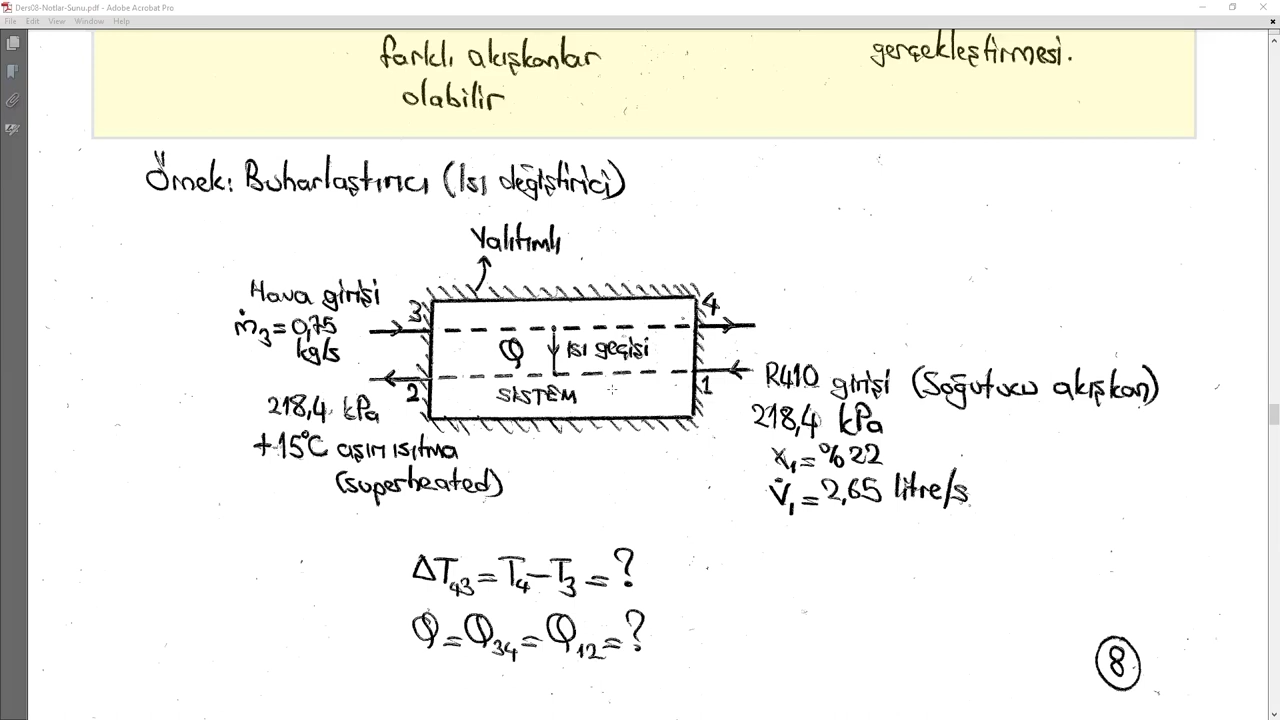 Ders08-Notlar-Sunu.pdf - Adobe Acrobat Pro
File Edit View Window Help
farklı akışkanlar
olabilir
gerçekleştirmesi.
Örnek: Buharlaştırıcı (Isı değiştirici)
Yalıtımlı
Hava girişi
ṁ₃ = 0,75
kg/s
3
4
Q
ısı geçişi
SİSTEM
2
1
218,4 kPa
+15°C aşırı ısıtma
(superheated)
R410 girişi (Soğutucu akışkan)
218,4 kPa
x₁ = %22
V̇₁ = 2,65 litre/s
ΔT₄₃ = T₄ – T₃ = ?
Q = Q₃₄ = Q₁₂ = ?
8